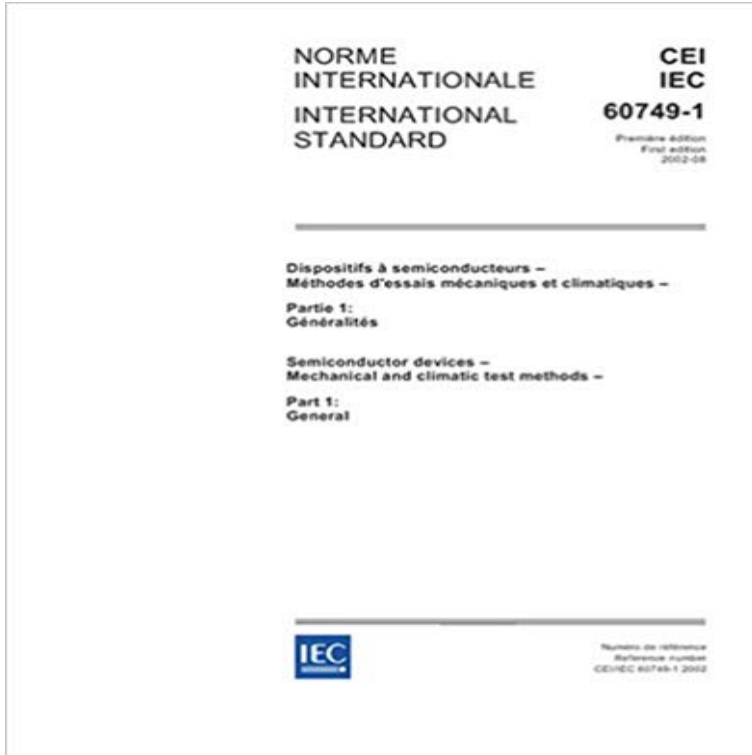 NORME
INTERNATIONALE
INTERNATIONAL
STANDARD
CEI
IEC
60749-1
Première édition
First edition
2002-08
Dispositifs à semiconducteurs –
Méthodes d'essais mécaniques et climatiques –
Partie 1:
Généralités
Semiconductor devices –
Mechanical and climatic test methods –
Part 1:
General
IEC
Numéro de référence
Reference number
CEI/IEC 60749-1:2002